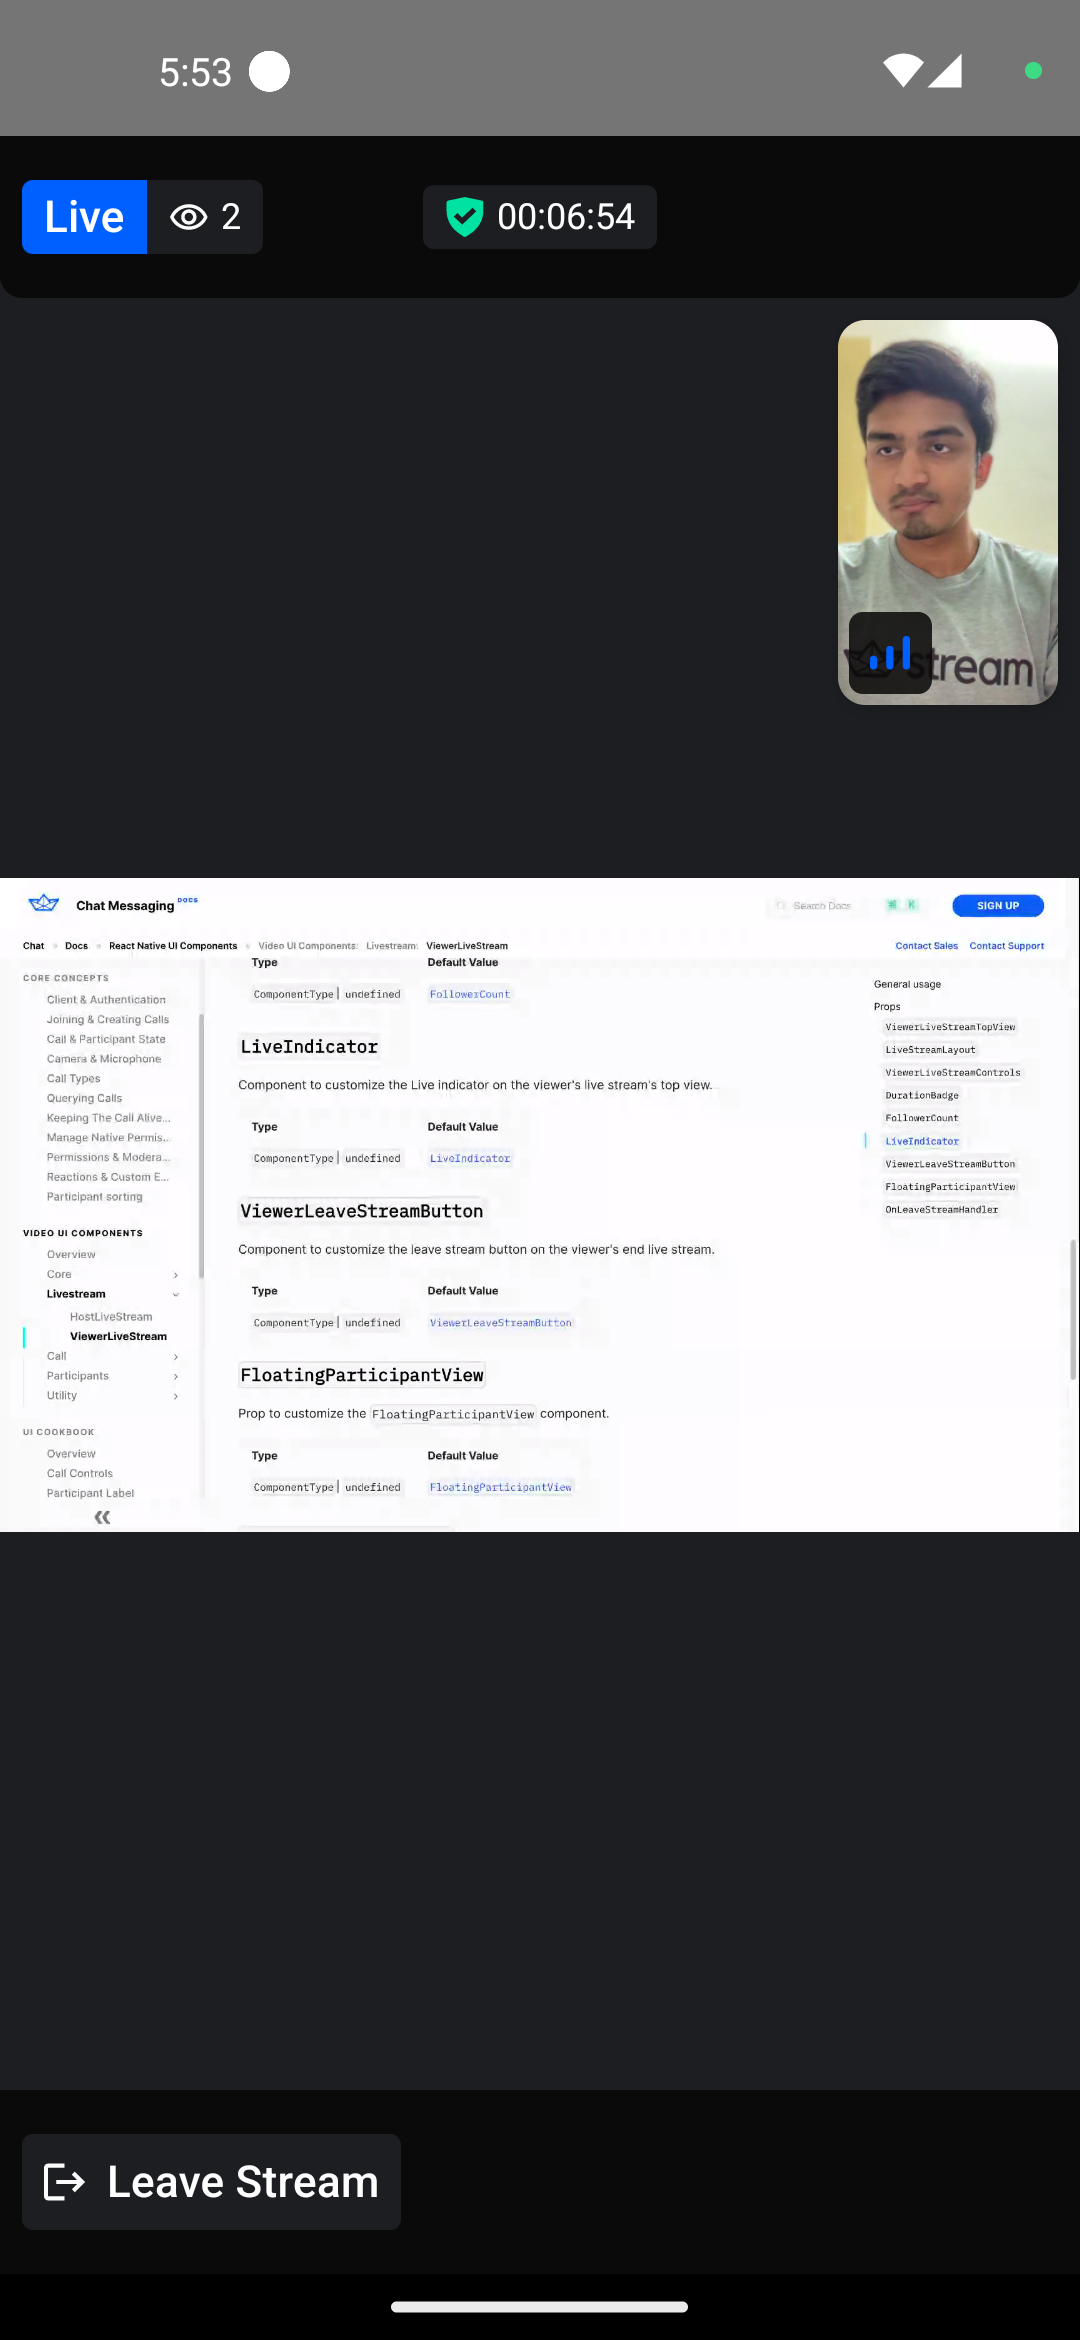 5:53
Live 2 00:06:54
stream
Chat Messaging DOCS Search Docs ⌘ K SIGN UP
Chat Docs React Native UI Components Video UI Components Livestream ViewerLiveStream Contact Sales Contact Support
CORE CONCEPTS
Client & Authentication
Joining & Creating Calls
Call & Participant State
Camera & Microphone
Call Types
Querying Calls
Keeping The Call Alive...
Manage Native Permis...
Permissions & Modera...
Reactions & Custom E...
Participant sorting
VIDEO UI COMPONENTS
Overview
Core
Livestream
HostLiveStream
ViewerLiveStream
Call
Participants
Utility
UI COOKBOOK
Overview
Call Controls
Participant Label
Type Default Value
ComponentType | undefined FollowerCount
LiveIndicator
Component to customize the Live indicator on the viewer's live stream's top view.
Type Default Value
ComponentType | undefined LiveIndicator
ViewerLeaveStreamButton
Component to customize the leave stream button on the viewer's end live stream.
Type Default Value
ComponentType | undefined ViewerLeaveStreamButton
FloatingParticipantView
Prop to customize the FloatingParticipantView component.
Type Default Value
ComponentType | undefined FloatingParticipantView
General usage
Props
ViewerLiveStreamTopView
LiveStreamLayout
ViewerLiveStreamControls
DurationBadge
FollowerCount
LiveIndicator
ViewerLeaveStreamButton
FloatingParticipantView
OnLeaveStreamHandler
Leave Stream